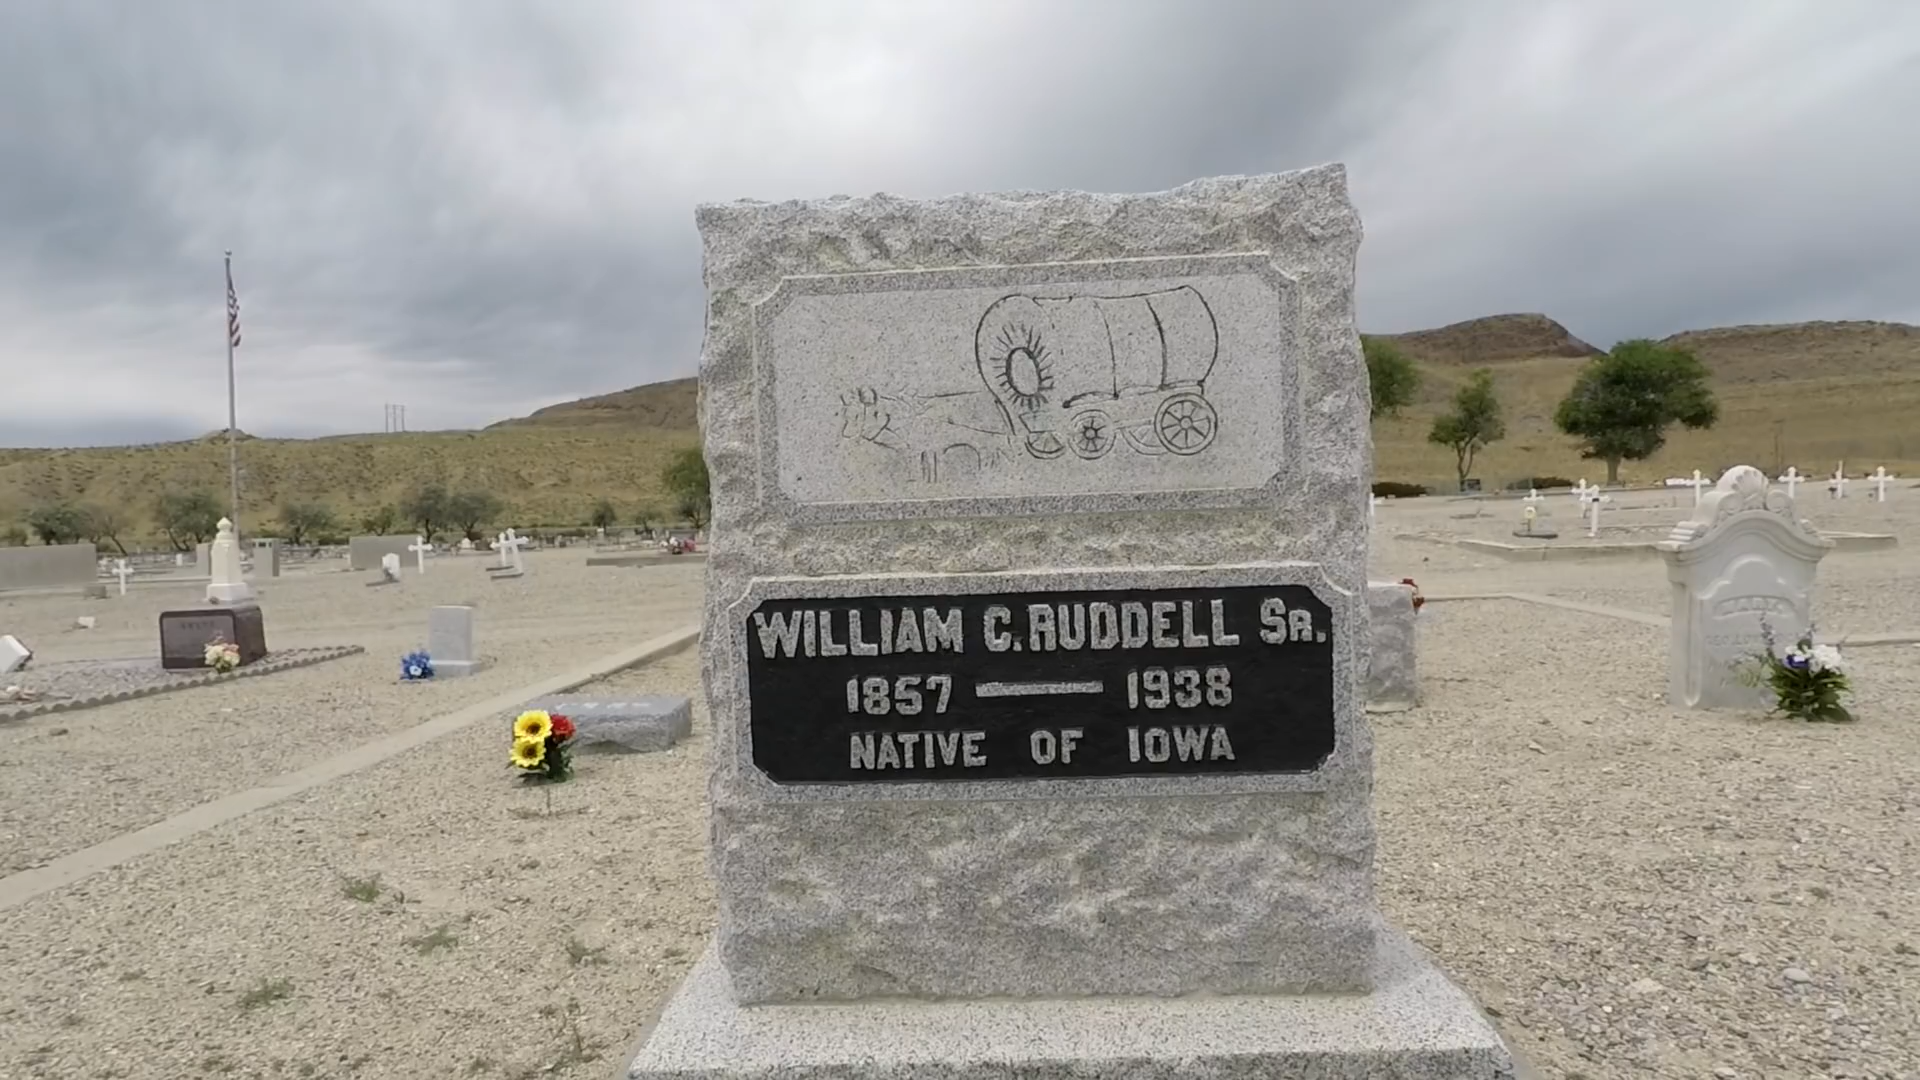 WILLIAM C. RUDDELL SR.
1857 — 1938
NATIVE OF IOWA